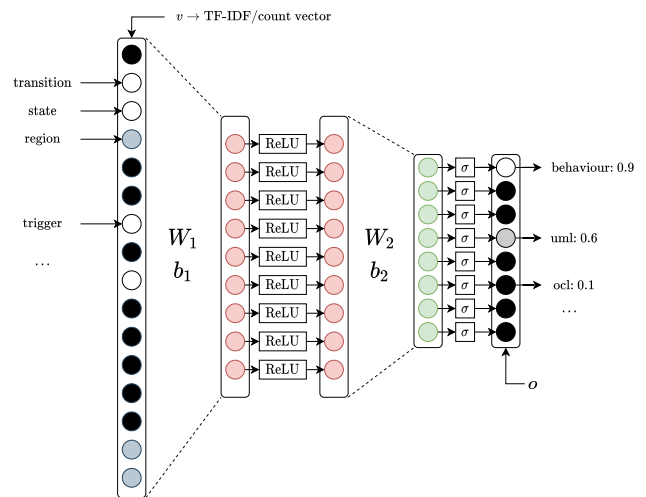 v → TF-IDF/count vector
transition
state
region
trigger
...
W₁
b₁
ReLU
ReLU
ReLU
ReLU
ReLU
ReLU
ReLU
ReLU
ReLU
W₂
b₂
σ
σ
σ
σ
σ
σ
σ
σ
behaviour: 0.9
uml: 0.6
ocl: 0.1
...
o